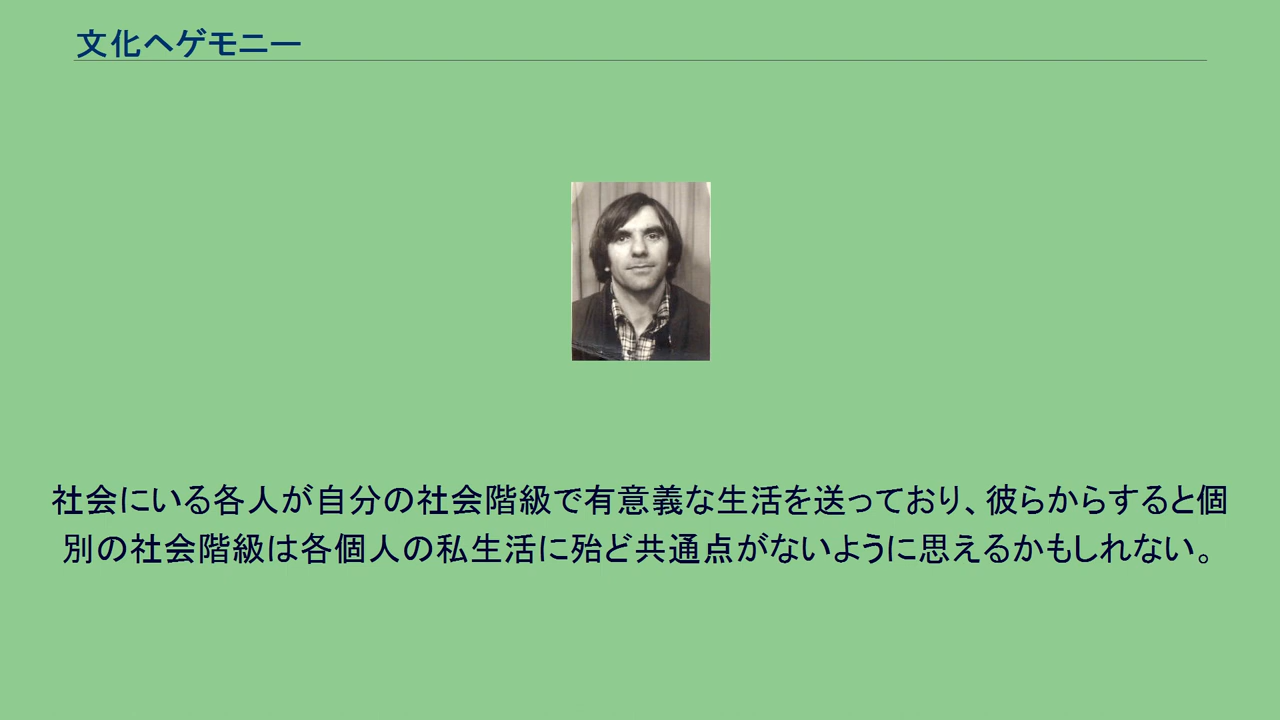 文化ヘゲモニー
社会にいる各人が自分の社会階級で有意義な生活を送っており、彼らからすると個
別の社会階級は各個人の私生活に殆ど共通点がないように思えるかもしれない。